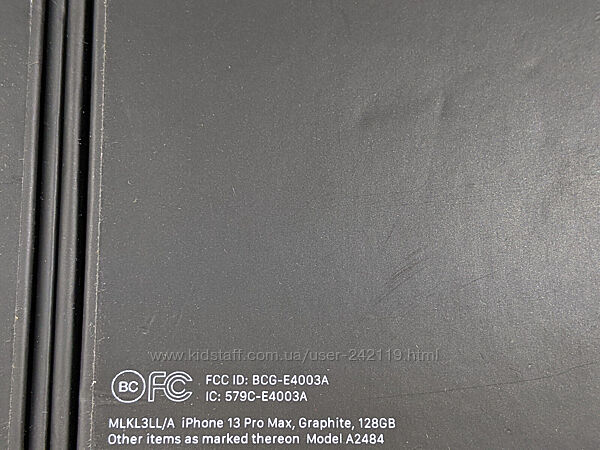 www.kidstaff.com.ua/user-242119.html
BC FC FCC ID: BCG-E4003A
IC: 579C-E4003A
MLKL3LL/A iPhone 13 Pro Max, Graphite, 128GB
Other items as marked thereon Model A2484